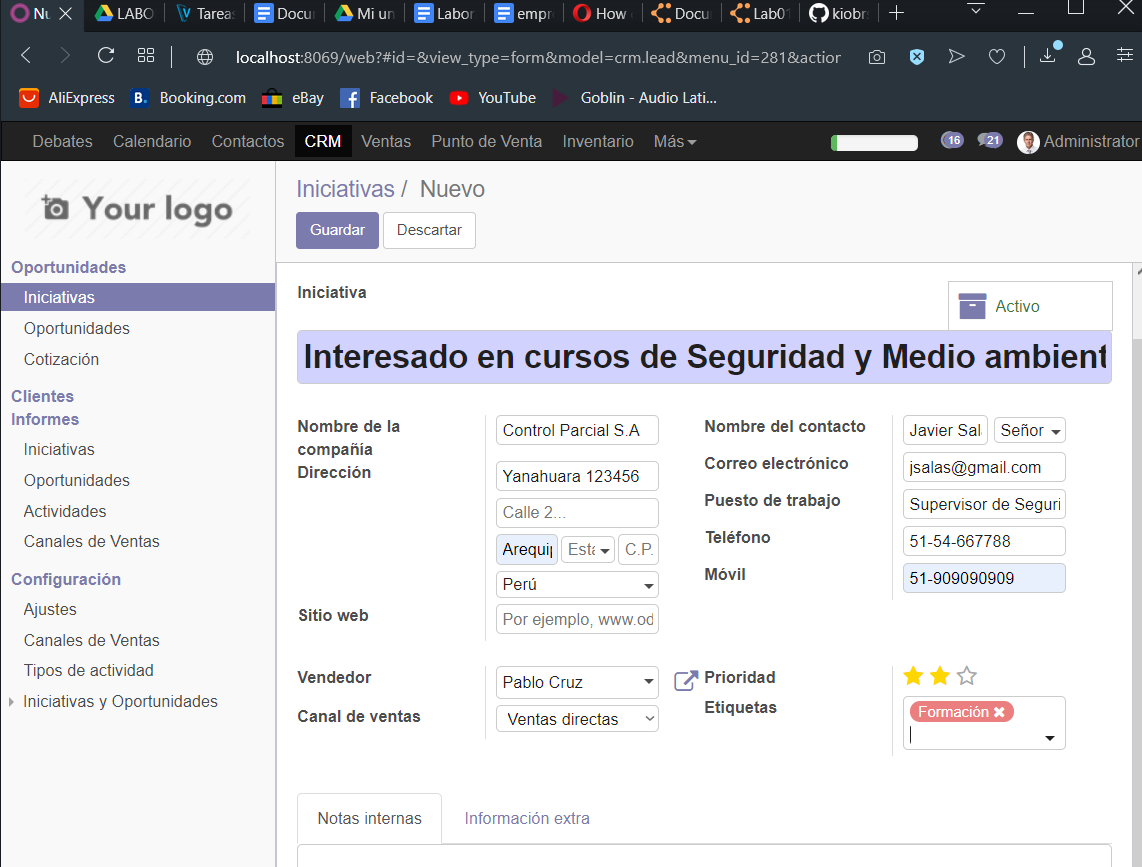 Nu LABO Tarea Docu Mi un Labor empr How Docu Lab01 kiobr
localhost:8069/web?#id=&view_type=form&model=crm.lead&menu_id=281&action
AliExpress B. Booking.com eBay Facebook YouTube Goblin - Audio Lati...
Debates Calendario Contactos CRM Ventas Punto de Venta Inventario Más 16 21 Administrator
Your logo
Iniciativas / Nuevo
Guardar Descartar
Oportunidades
Iniciativas
Oportunidades
Cotización
Clientes
Informes
Iniciativas
Oportunidades
Actividades
Canales de Ventas
Configuración
Ajustes
Canales de Ventas
Tipos de actividad
Iniciativas y Oportunidades
Iniciativa
Activo
Interesado en cursos de Seguridad y Medio ambient
Nombre de la
compañía
Control Parcial S.A
Dirección
Yanahuara 123456
Calle 2...
Arequip Esta C.P.
Perú
Sitio web
Por ejemplo, www.od
Nombre del contacto
Javier Sal Señor
Correo electrónico
jsalas@gmail.com
Puesto de trabajo
Supervisor de Seguri
Teléfono
51-54-667788
Móvil
51-909090909
Vendedor
Pablo Cruz
Canal de ventas
Ventas directas
Prioridad
Etiquetas
Formación
Notas internas Información extra